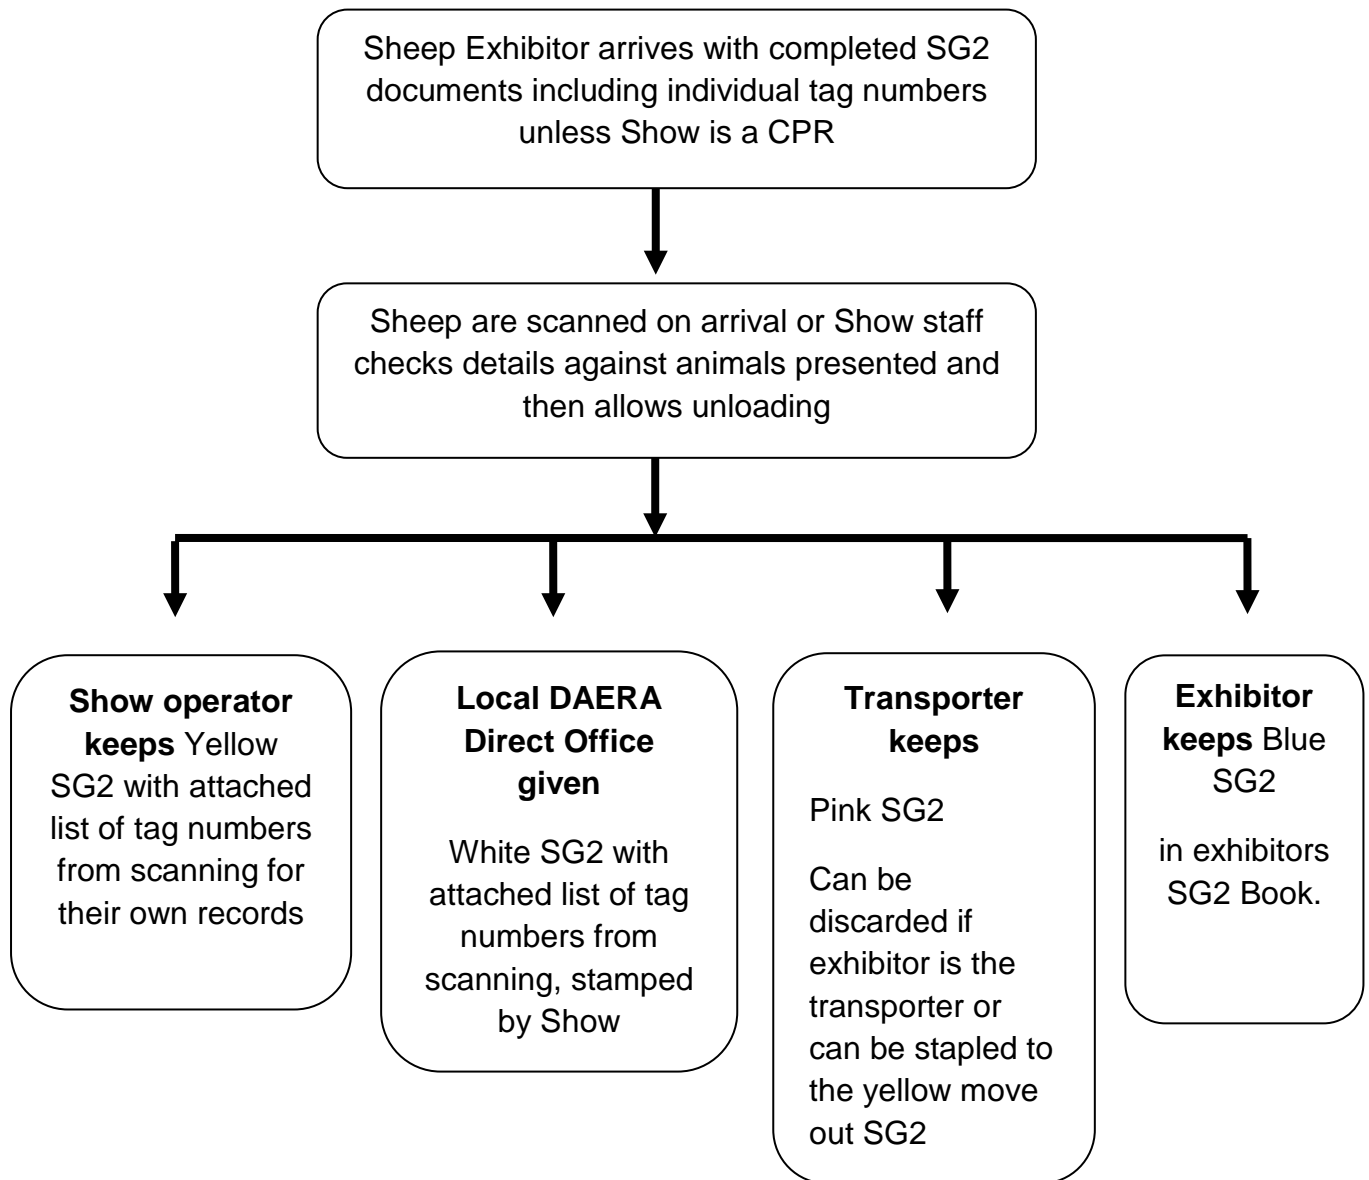 Sheep Exhibitor arrives with completed SG2
documents including individual tag numbers
unless Show is a CPR
Sheep are scanned on arrival or Show staff
checks details against animals presented and
then allows unloading
Show operator
keeps Yellow
SG2 with attached
list of tag numbers
from scanning for
their own records
Local DAERA
Direct Office
given
White SG2 with
attached list of tag
numbers from
scanning, stamped
by Show
Transporter
keeps
Pink SG2
Can be
discarded if
exhibitor is the
transporter or
can be stapled to
the yellow move
out SG2
Exhibitor
keeps Blue
SG2
in exhibitors
SG2 Book.